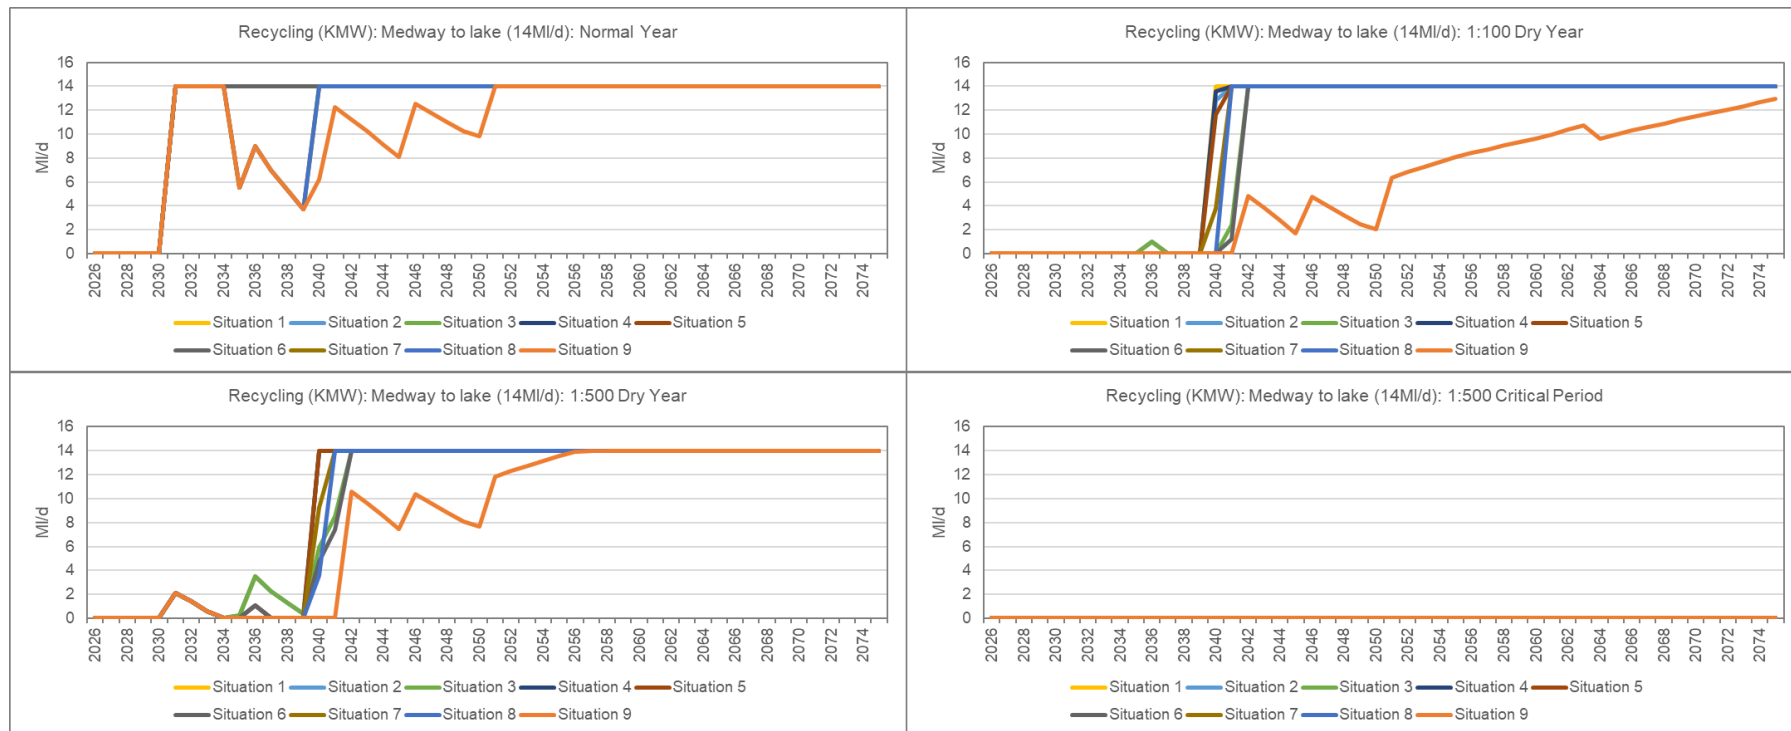 Recycling (KMW): Medway to lake (14Ml/d): Normal Year
16
14
12
10
8
6
4
2
0
Ml/d
2026 2028 2030 2032 2034 2036 2038 2040 2042 2044 2046 2048 2050 2052 2054 2056 2058 2060 2062 2064 2066 2068 2070 2072 2074
Situation 1 Situation 2 Situation 3 Situation 4 Situation 5
Situation 6 Situation 7 Situation 8 Situation 9
Recycling (KMW): Medway to lake (14Ml/d): 1:100 Dry Year
16
14
12
10
8
6
4
2
0
Ml/d
2026 2028 2030 2032 2034 2036 2038 2040 2042 2044 2046 2048 2050 2052 2054 2056 2058 2060 2062 2064 2066 2068 2070 2072 2074
Situation 1 Situation 2 Situation 3 Situation 4 Situation 5
Situation 6 Situation 7 Situation 8 Situation 9
Recycling (KMW): Medway to lake (14Ml/d): 1:500 Dry Year
16
14
12
10
8
6
4
2
0
Ml/d
2026 2028 2030 2032 2034 2036 2038 2040 2042 2044 2046 2048 2050 2052 2054 2056 2058 2060 2062 2064 2066 2068 2070 2072 2074
Situation 1 Situation 2 Situation 3 Situation 4 Situation 5
Situation 6 Situation 7 Situation 8 Situation 9
Recycling (KMW): Medway to lake (14Ml/d): 1:500 Critical Period
16
14
12
10
8
6
4
2
0
Ml/d
2026 2028 2030 2032 2034 2036 2038 2040 2042 2044 2046 2048 2050 2052 2054 2056 2058 2060 2062 2064 2066 2068 2070 2072 2074
Situation 1 Situation 2 Situation 3 Situation 4 Situation 5
Situation 6 Situation 7 Situation 8 Situation 9